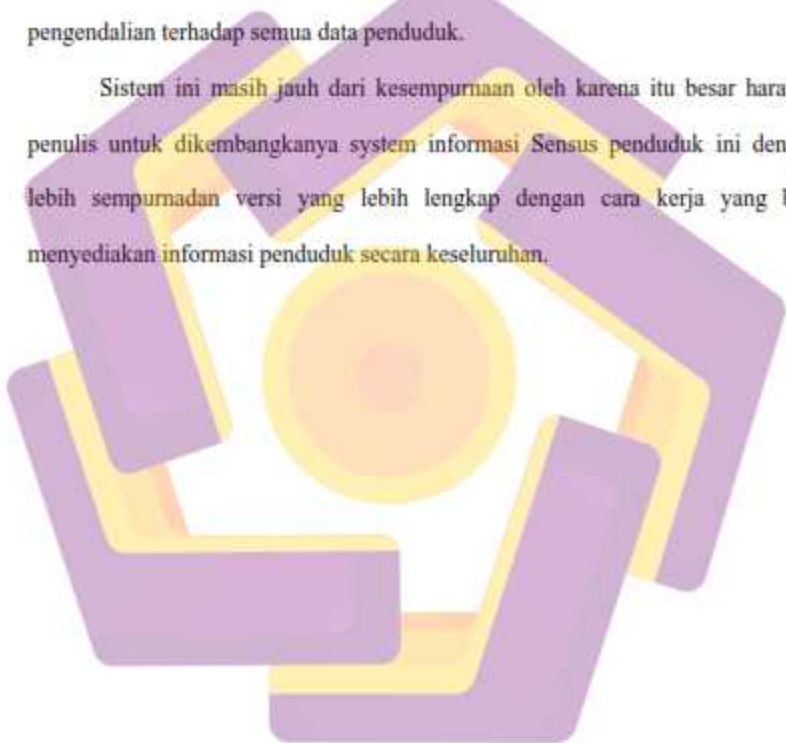 pengendalian terhadap semua data penduduk.
Sistem ini masih jauh dari kesempurnaan oleh karena itu besar
penulis untuk dikembangkanya system informasi Sensus penduduk ini
lebih sempurnadan versi yang lebih lengkap dengan cara kerja yang
menyediakan informasi penduduk secara keseluruhan.